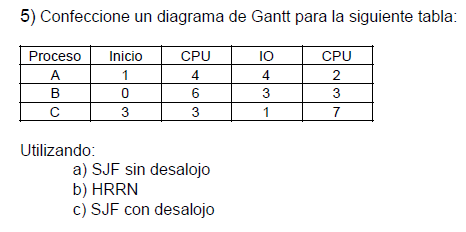 5) Confeccione un diagrama de Gantt para la siguiente tabla:
Proceso Inicio CPU IO CPU
A 1 4 4 2
B 0 6 3 3
C 3 3 1 7
Utilizando:
a) SJF sin desalojo
b) HRRN
c) SJF con desalojo